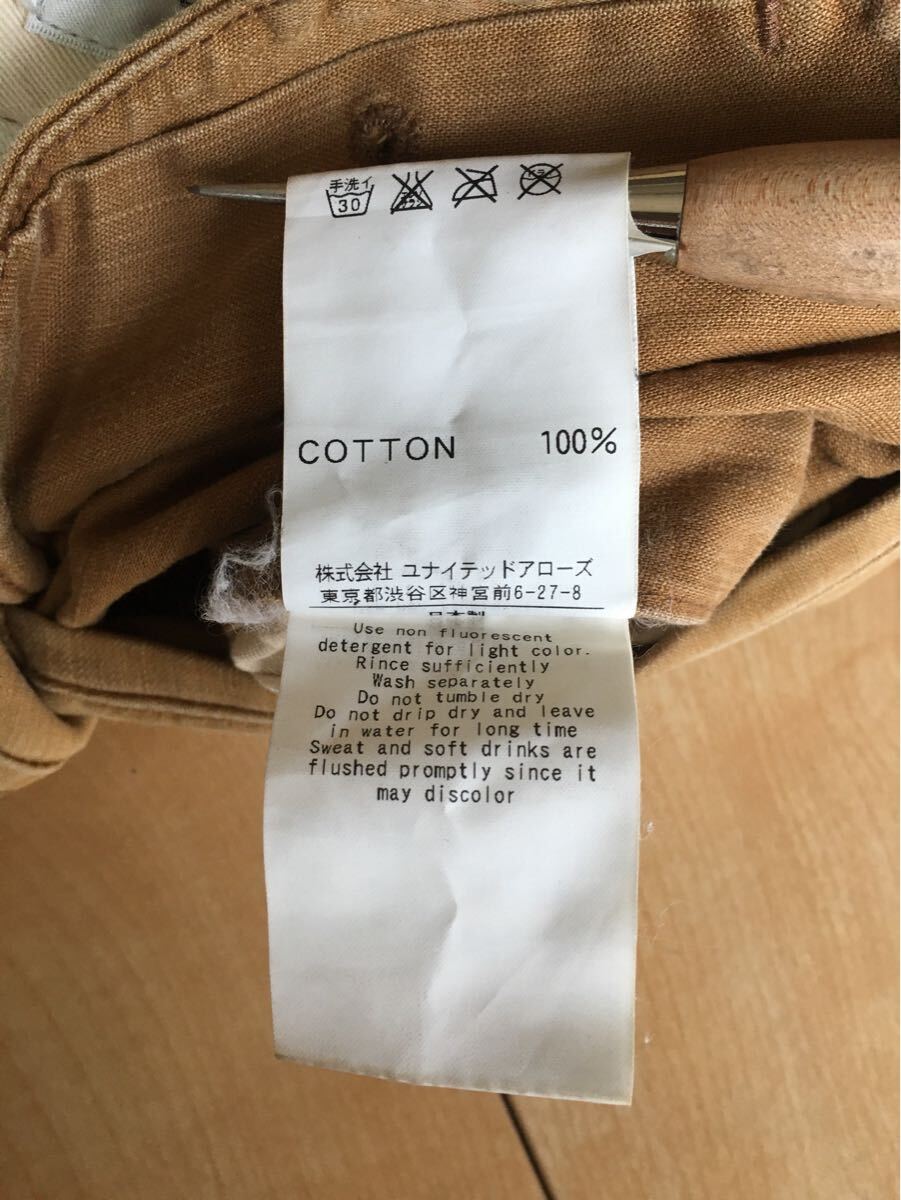 手洗イ
30
COTTON 100%
株式会社 ユナイテッドアローズ
東京都渋谷区神宮前6-27-8
Use non fluorescent
detergent for light color.
Rince sufficiently
Wash separately
Do not tumble dry
Do not drip dry and leave
in water for long time
Sweat and soft drinks are
flushed promptly since it
may discolor